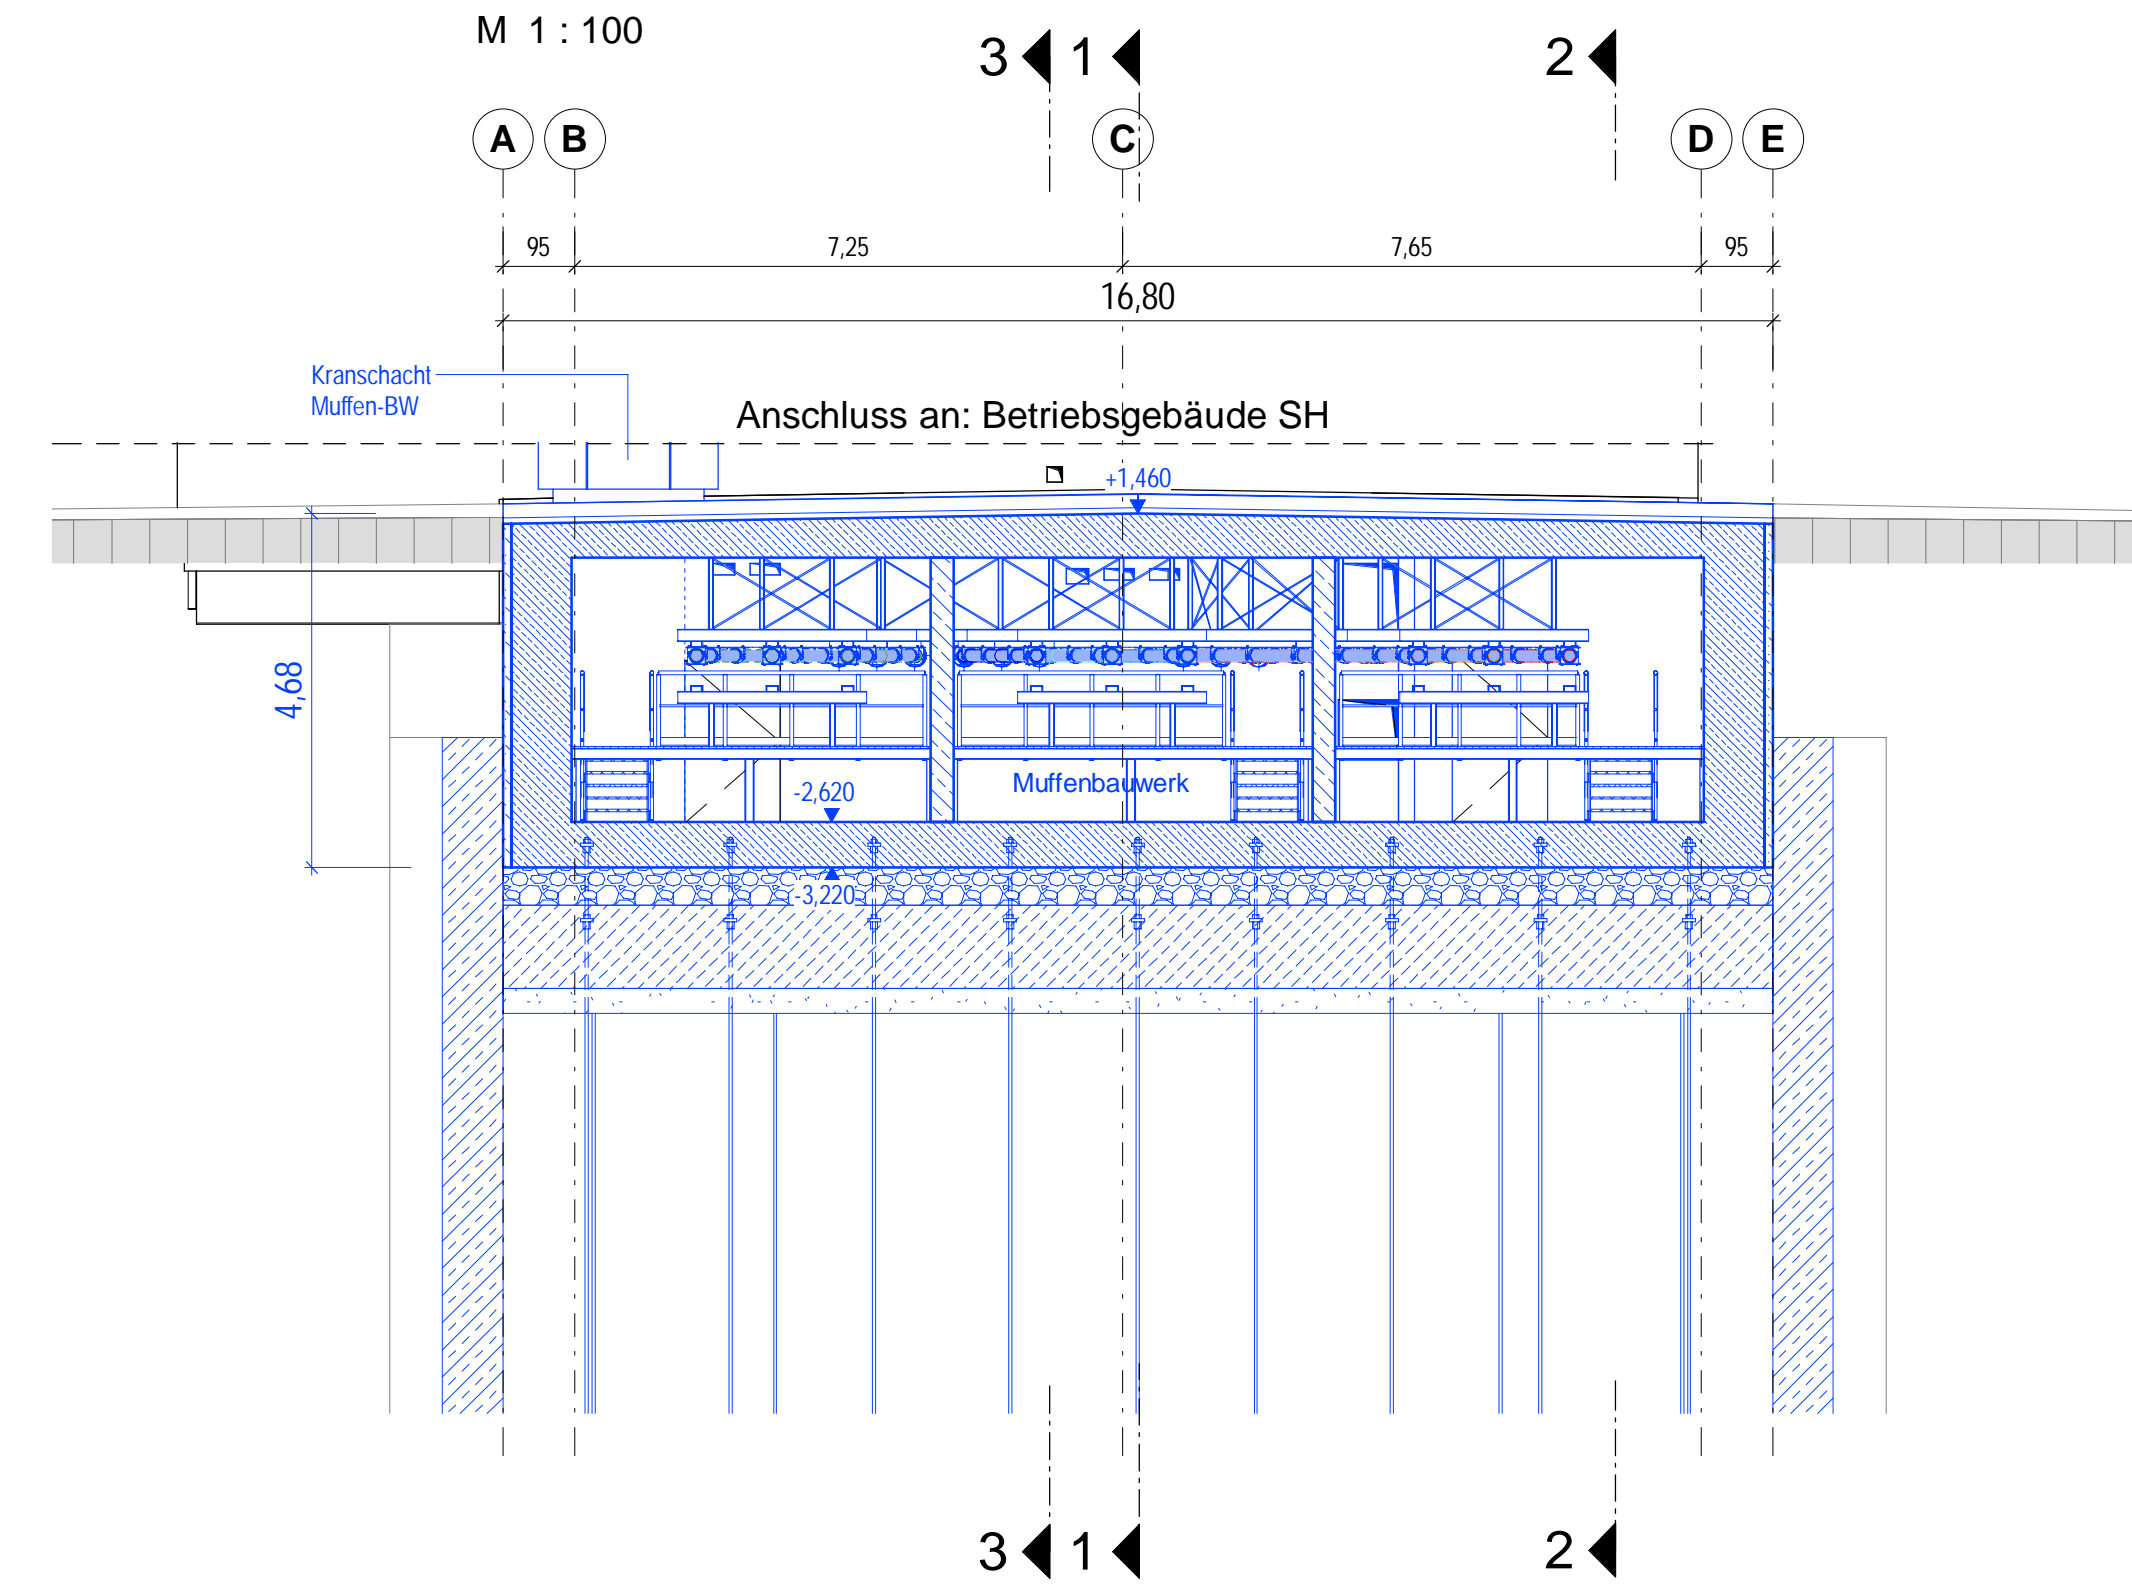 M 1 : 100
3 1 2
A B C D E
95 7,25 7,65 95
16,80
Kranschacht
Muffen-BW
Anschluss an: Betriebsgebäude SH
+1,460
4,68
Muffenbauwerk
-2,620
-3,220
3 1 2